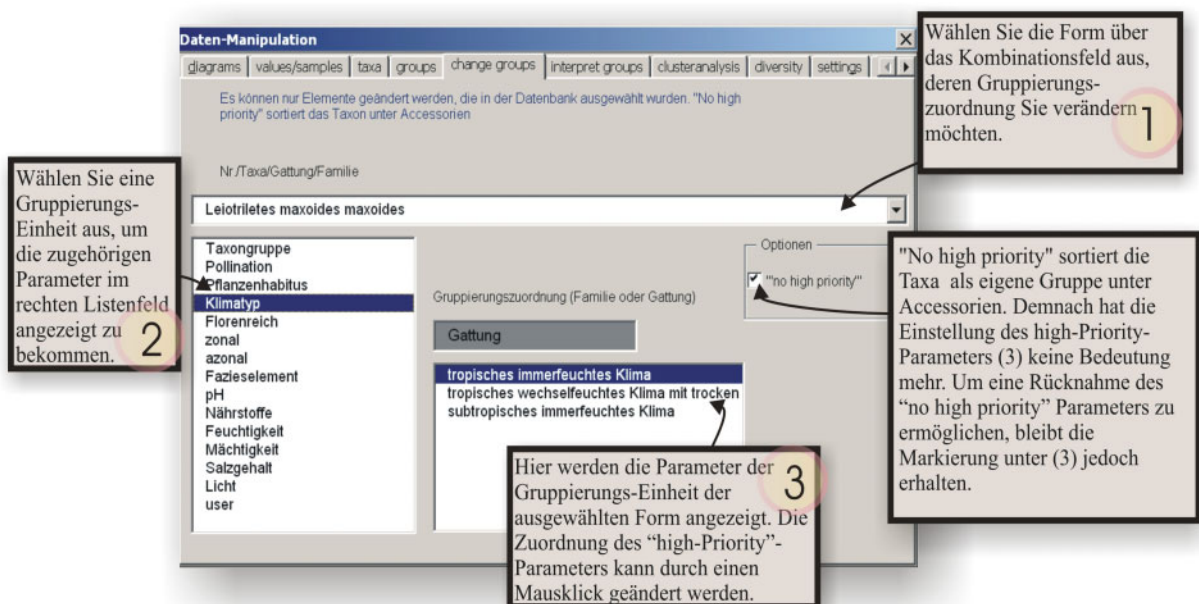 Daten-Manipulation
diagrams
values/samples
taxa
groups
change groups
interpret groups
clusteranalysis
diversity
settings
Es können nur Elemente geändert werden, die in der Datenbank ausgewählt wurden. "No high
priority" sortiert das Taxon unter Accessorien
Nr./Taxa/Gattung/Familie
Leiotriletes maxoides maxoides
Taxongruppe
Pollination
Pflanzenhabitus
Klimatyp
Florenreich
zonal
azonal
Fazieselement
pH
Nährstoffe
Feuchtigkeit
Mächtigkeit
Salzgehalt
Licht
user
Gruppierungszuordnung (Familie oder Gattung)
Gattung
tropisches immerfeuchtes Klima
tropisches wechselfeuchtes Klima mit trocken
subtropisches immerfeuchtes Klima
Optionen
"no high priority"
Wählen Sie die Form über
das Kombinationsfeld aus,
deren Gruppierungs-
zuordnung Sie verändern
möchten.
1
Wählen Sie eine
Gruppierungs-
Einheit aus, um
die zugehörigen
Parameter im
rechten Listenfeld
angezeigt zu
bekommen.
2
"No high priority" sortiert die
Taxa als eigene Gruppe unter
Accessorien. Demnach hat die
Einstellung des high-Priority-
Parameters (3) keine Bedeutung
mehr. Um eine Rücknahme des
“no high priority” Parameters zu
ermöglichen, bleibt die
Markierung unter (3) jedoch
erhalten.
Hier werden die Parameter der
Gruppierungs-Einheit der
ausgewählten Form angezeigt. Die
Zuordnung des “high-Priority”-
Parameters kann durch einen
Mausklick geändert werden.
3